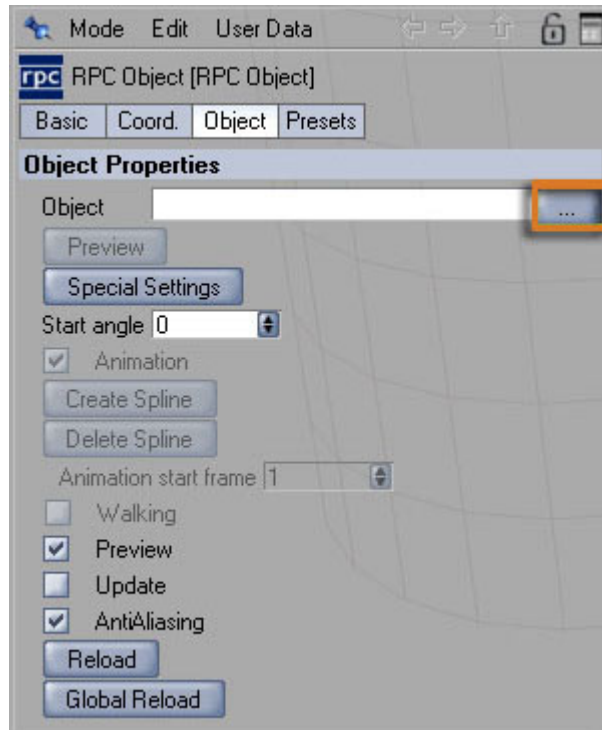 Mode Edit User Data
rpc RPC Object [RPC Object]
Basic Coord. Object Presets
Object Properties
Object ...
Preview
Special Settings
Start angle 0
Animation
Create Spline
Delete Spline
Animation start frame 1
Walking
Preview
Update
AntiAliasing
Reload
Global Reload